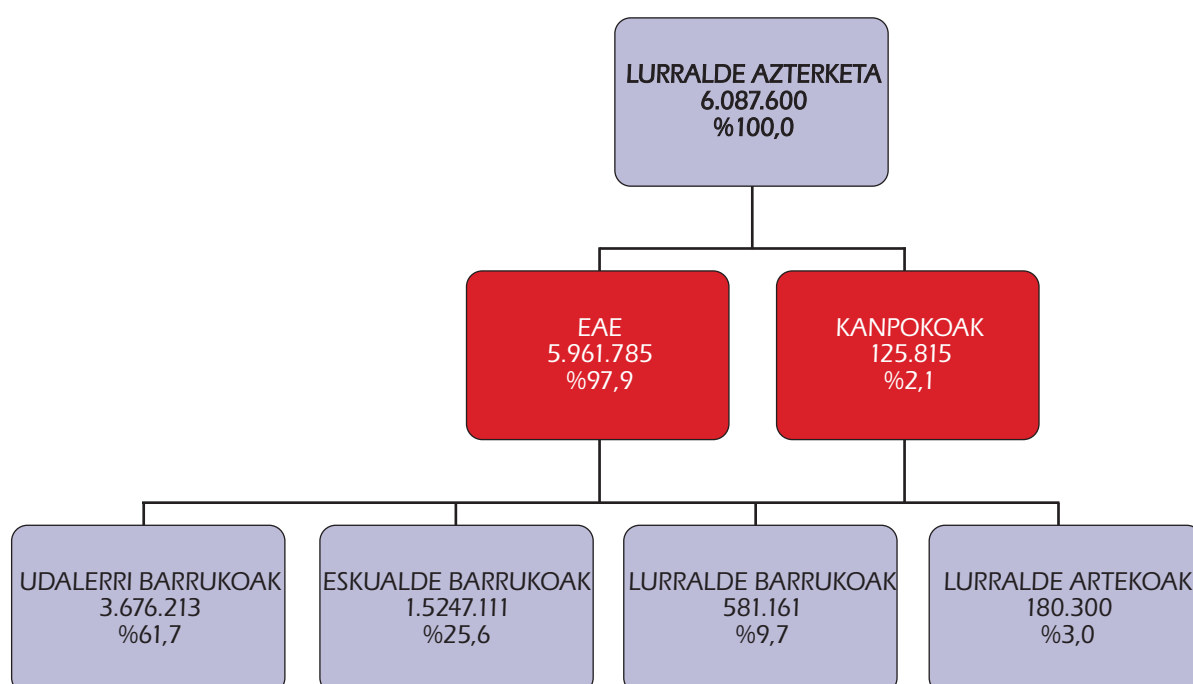 LURRALDE AZTERKETA
6.087.600
%100,0
EAE
5.961.785
%97,9
KANPOKOAK
125.815
%2,1
UDALERRI BARRUKOAK
3.676.213
%61,7
ESKUALDE BARRUKOAK
1.5247.111
%25,6
LURRALDE BARRUKOAK
581.161
%9,7
LURRALDE ARTEKOAK
180.300
%3,0